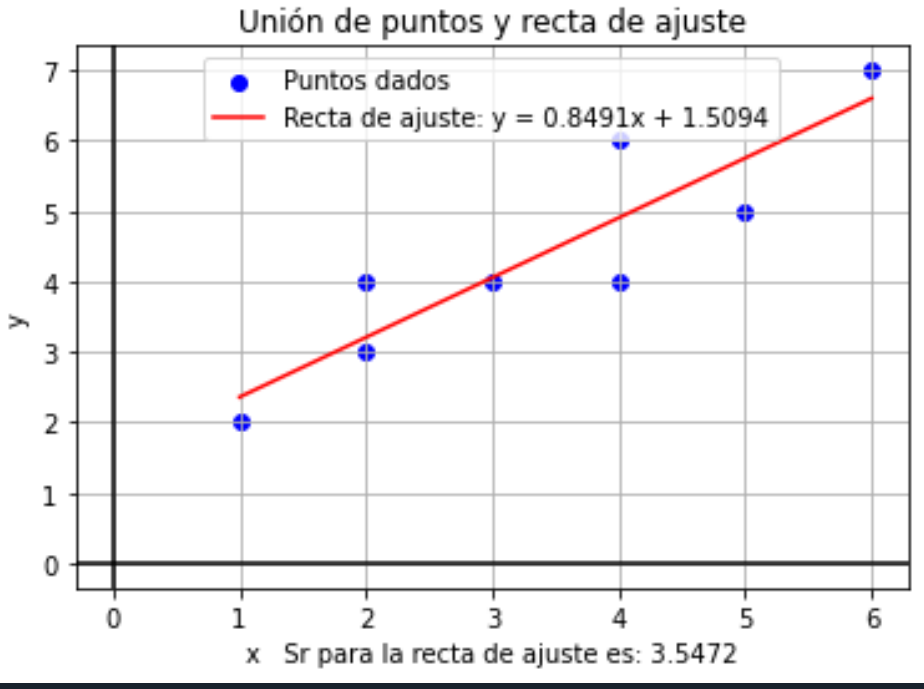 Unión de puntos y recta de ajuste
Puntos dados
Recta de ajuste: y = 0.8491x + 1.5094
7
6
5
4
3
2
1
0
y
0 1 2 3 4 5 6
x Sr para la recta de ajuste es: 3.5472